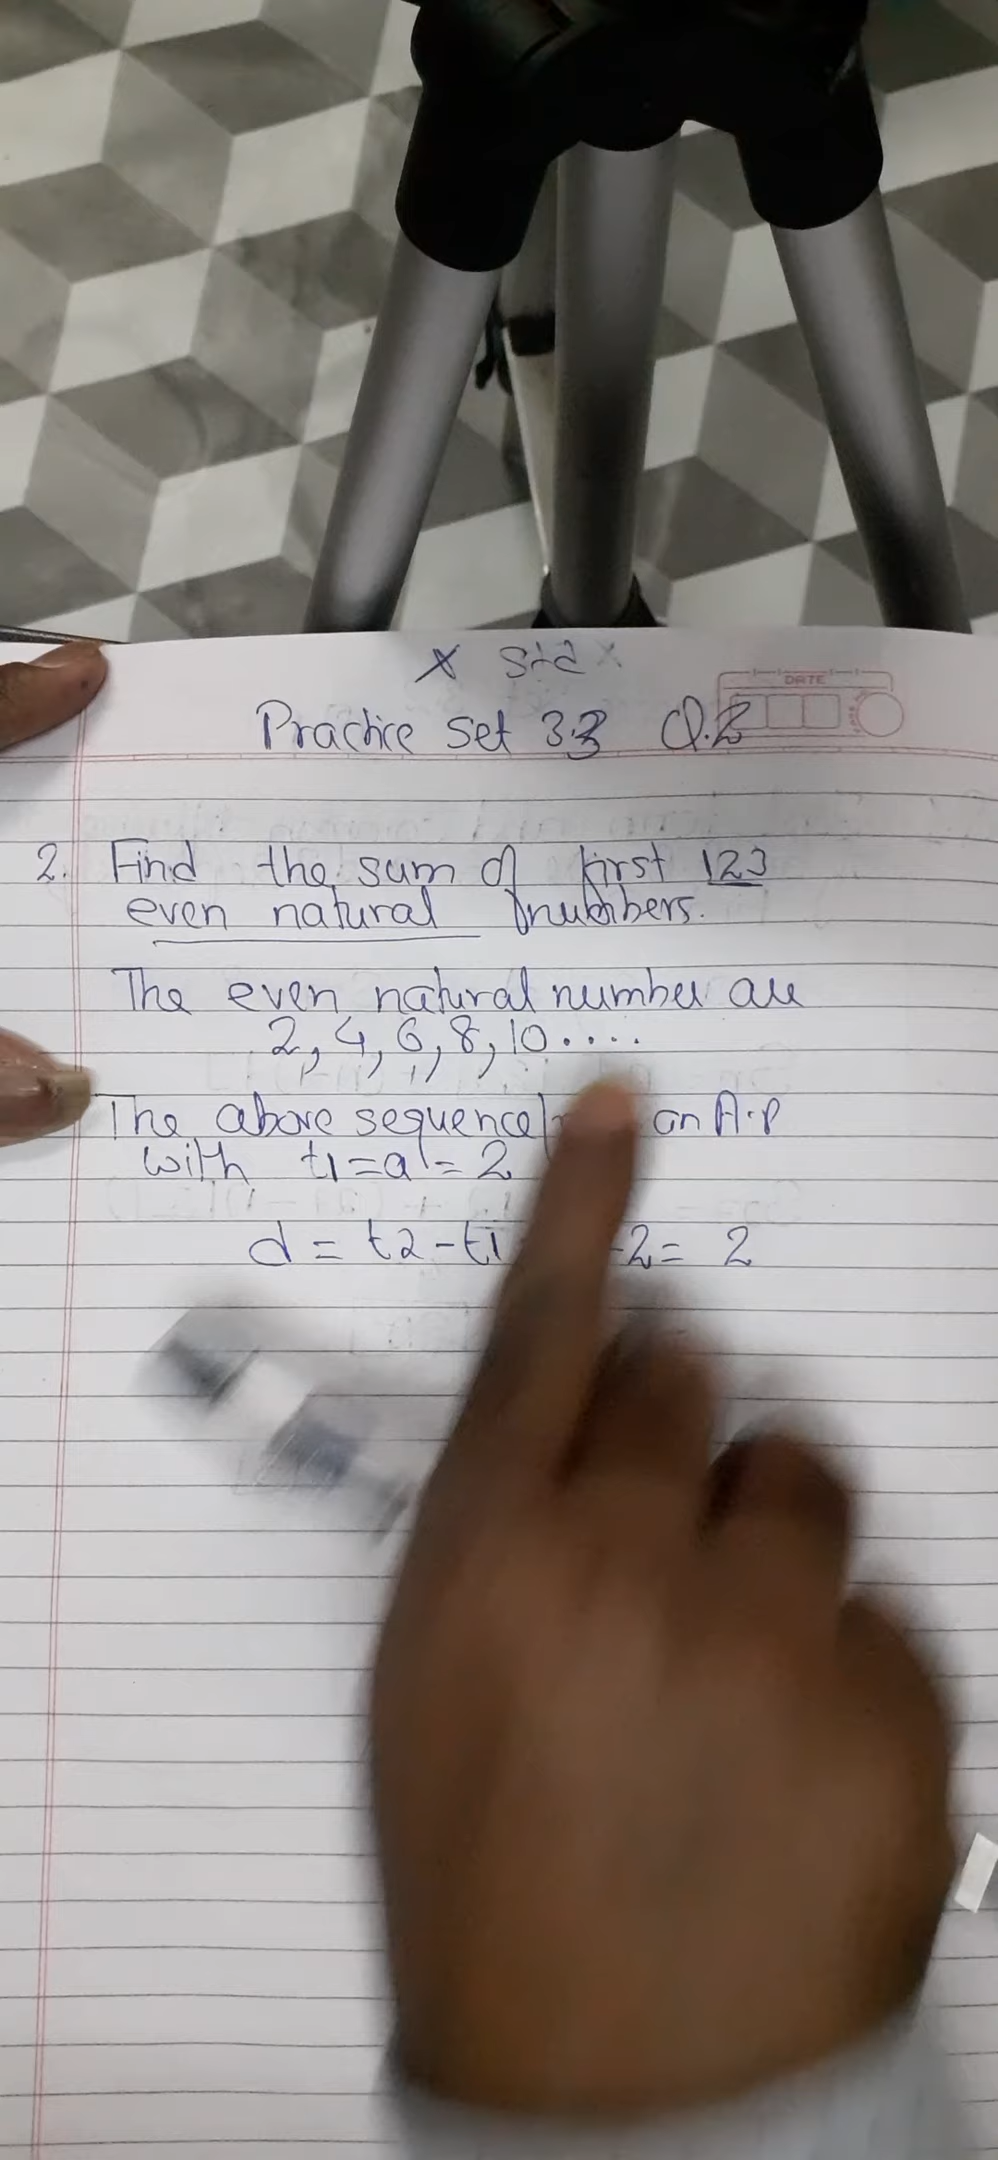 X std
Practice Set 3.3 Q.2
DATE
2. Find the sum of first 123
even natural numbers.
The even natural number are
2, 4, 6, 8, 10....
The above sequence an A.P
with t1=a=2
d = t2-t1 -2= 2